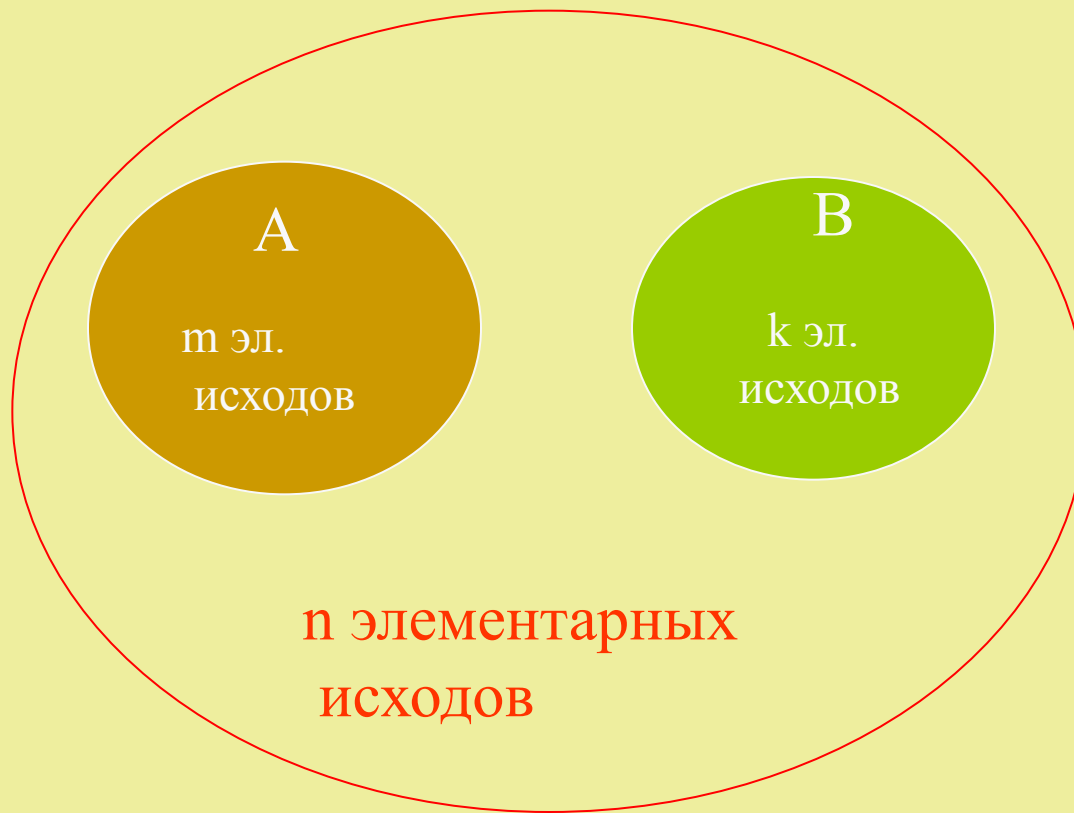 A
m эл.
исходов
B
k эл.
исходов
n элементарных
исходов